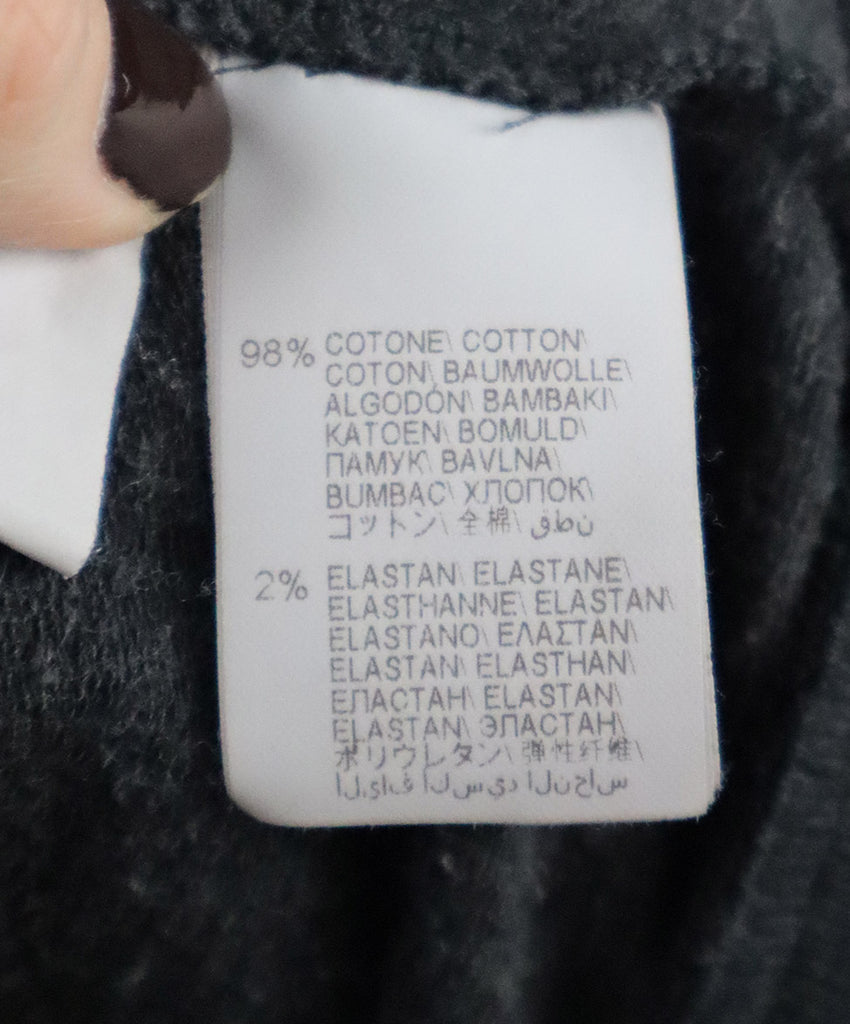 98% COTONE\ COTTON\
COTON\ BAUMWOLLE\
ALGODÓN\ BAMBAKI\
KATOEN\ BOMULD\
ПАМУК\ BAVLNA\
BUMBAC\ ХЛОПОК\
コットン\ 全棉\ قطن
2% ELASTAN\ ELASTANE\
ELASTHANNE\ ELASTAN\
ELASTANO\ ΕΛΑΣΤΑΝ\
ELASTAN\ ELASTHAN\
ЕЛАСТАН\ ELASTAN\
ELASTAN\ ЭЛАСТАН\
ポリウレタン\ 弹性纤维\